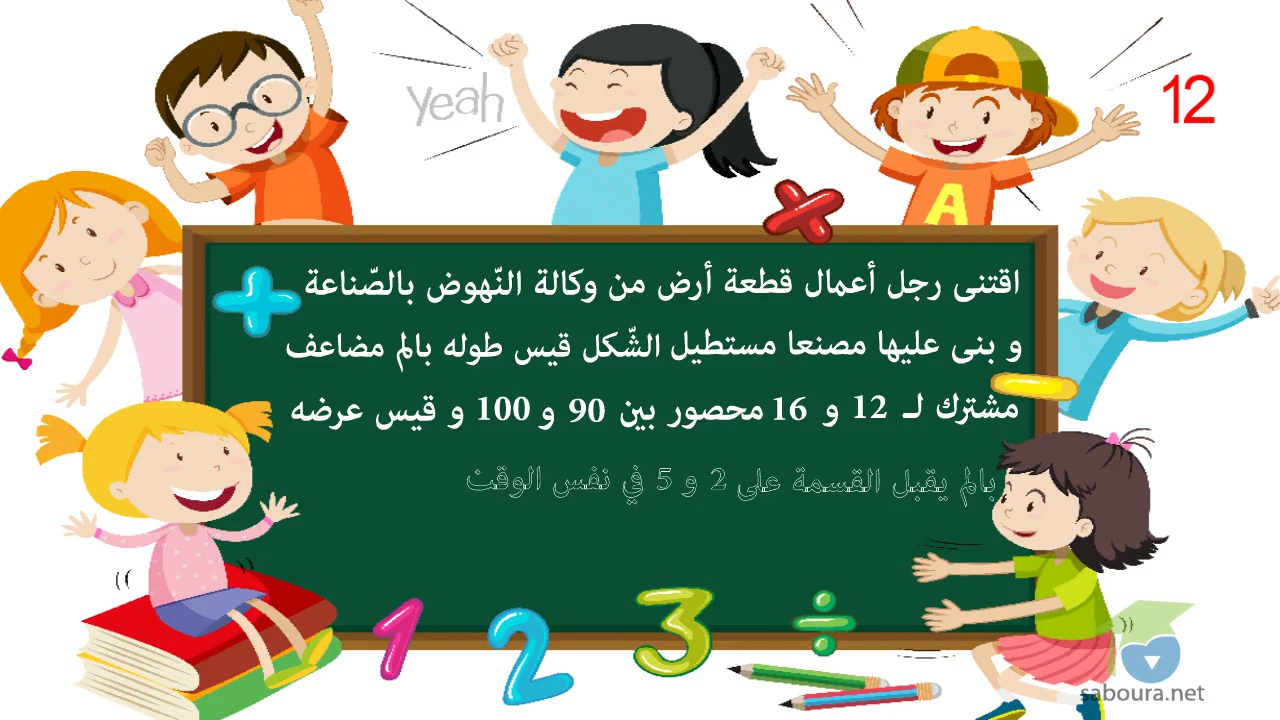 yeah
12
اقتنى رجل أعمال قطعة أرض من وكالة النّهوض بالصّناعة
و بنى عليها مصنعا مستطيل الشّكل قيس طوله بالم مضاعف
مشترك لـ 12 و 16 محصور بين 90 و 100 و قيس عرضه
بالم يقبل القسمة على 2 و 5 في نفس الوقت
A
1 2 3
saboura.net